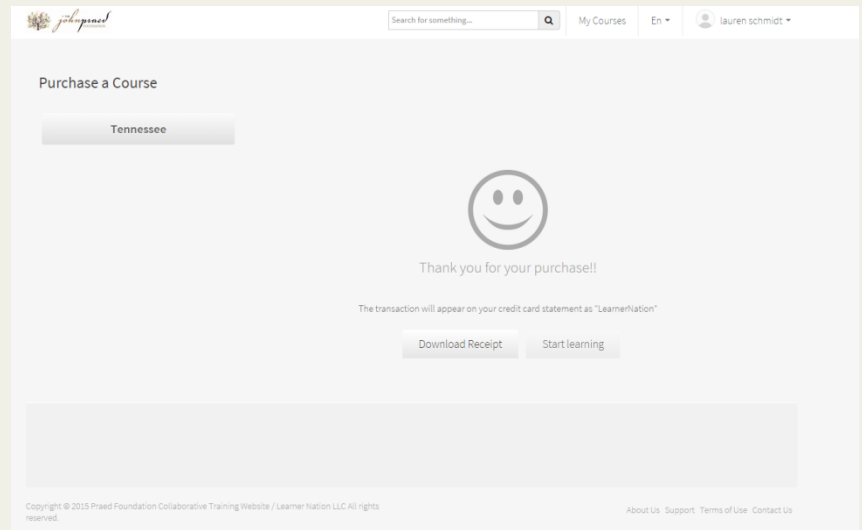 johnpraed
Search for something...
My Courses
En
lauren schmidt
Purchase a Course
Tennessee
Thank you for your purchase!!
The transaction will appear on your credit card statement as "LearnerNation"
Download Receipt
Start learning
Copyright © 2015 Praed Foundation Collaborative Training Website / Learner Nation LLC All rights
reserved.
About Us Support Terms of Use Contact Us